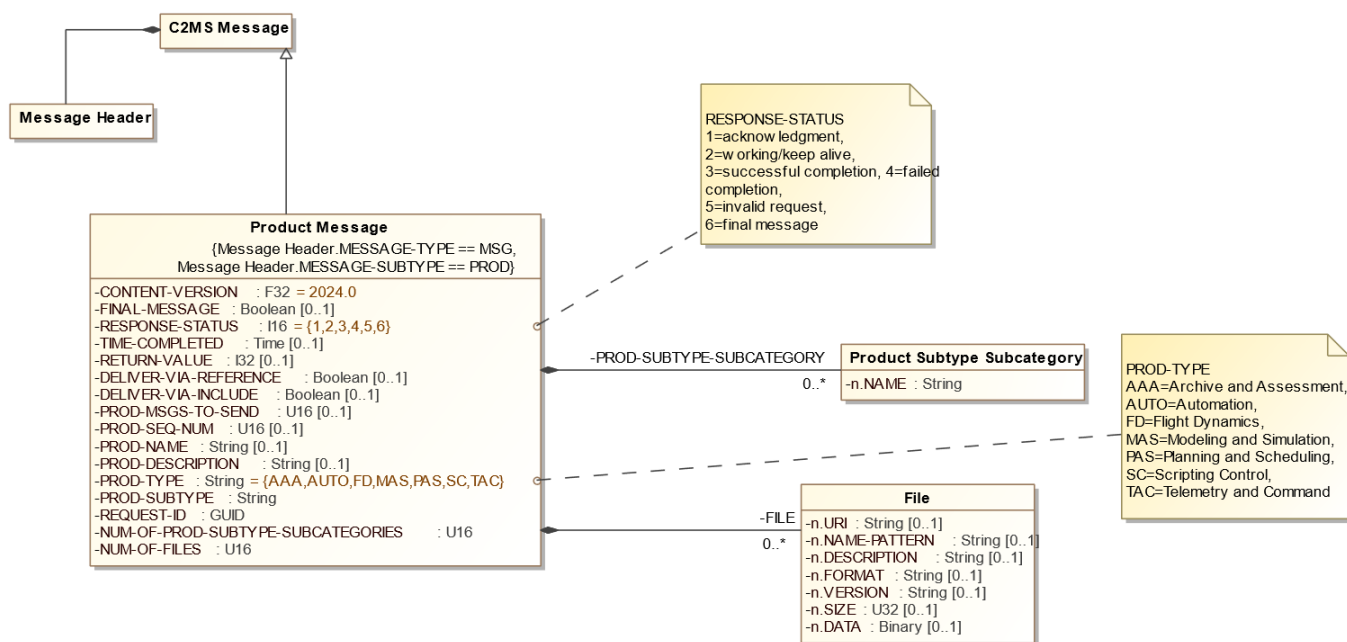 C2MS Message
Message Header
RESPONSE-STATUS
1=acknowledgment,
2=working/keep alive,
3=successful completion, 4=failed
completion,
5=invalid request,
6=final message
Product Message
{Message Header.MESSAGE-TYPE == MSG,
Message Header.MESSAGE-SUBTYPE == PROD}
-CONTENT-VERSION : F32 = 2024.0
-FINAL-MESSAGE : Boolean [0..1]
-RESPONSE-STATUS : I16 = {1,2,3,4,5,6}
-TIME-COMPLETED : Time [0..1]
-RETURN-VALUE : I32 [0..1]
-DELIVER-VIA-REFERENCE : Boolean [0..1]
-DELIVER-VIA-INCLUDE : Boolean [0..1]
-PROD-MSGS-TO-SEND : U16 [0..1]
-PROD-SEQ-NUM : U16 [0..1]
-PROD-NAME : String [0..1]
-PROD-DESCRIPTION : String [0..1]
-PROD-TYPE : String = {AAA,AUTO,FD,MAS,PAS,SC,TAC}
-PROD-SUBTYPE : String
-REQUEST-ID : GUID
-NUM-OF-PROD-SUBTYPE-SUBCATEGORIES : U16
-NUM-OF-FILES : U16
-PROD-SUBTYPE-SUBCATEGORY
0..*
Product Subtype Subcategory
-n.NAME : String
PROD-TYPE
AAA=Archive and Assessment,
AUTO=Automation,
FD=Flight Dynamics,
MAS=Modeling and Simulation,
PAS=Planning and Scheduling,
SC=Scripting Control,
TAC=Telemetry and Command
-FILE
0..*
File
-n.URI : String [0..1]
-n.NAME-PATTERN : String [0..1]
-n.DESCRIPTION : String [0..1]
-n.FORMAT : String [0..1]
-n.VERSION : String [0..1]
-n.SIZE : U32 [0..1]
-n.DATA : Binary [0..1]